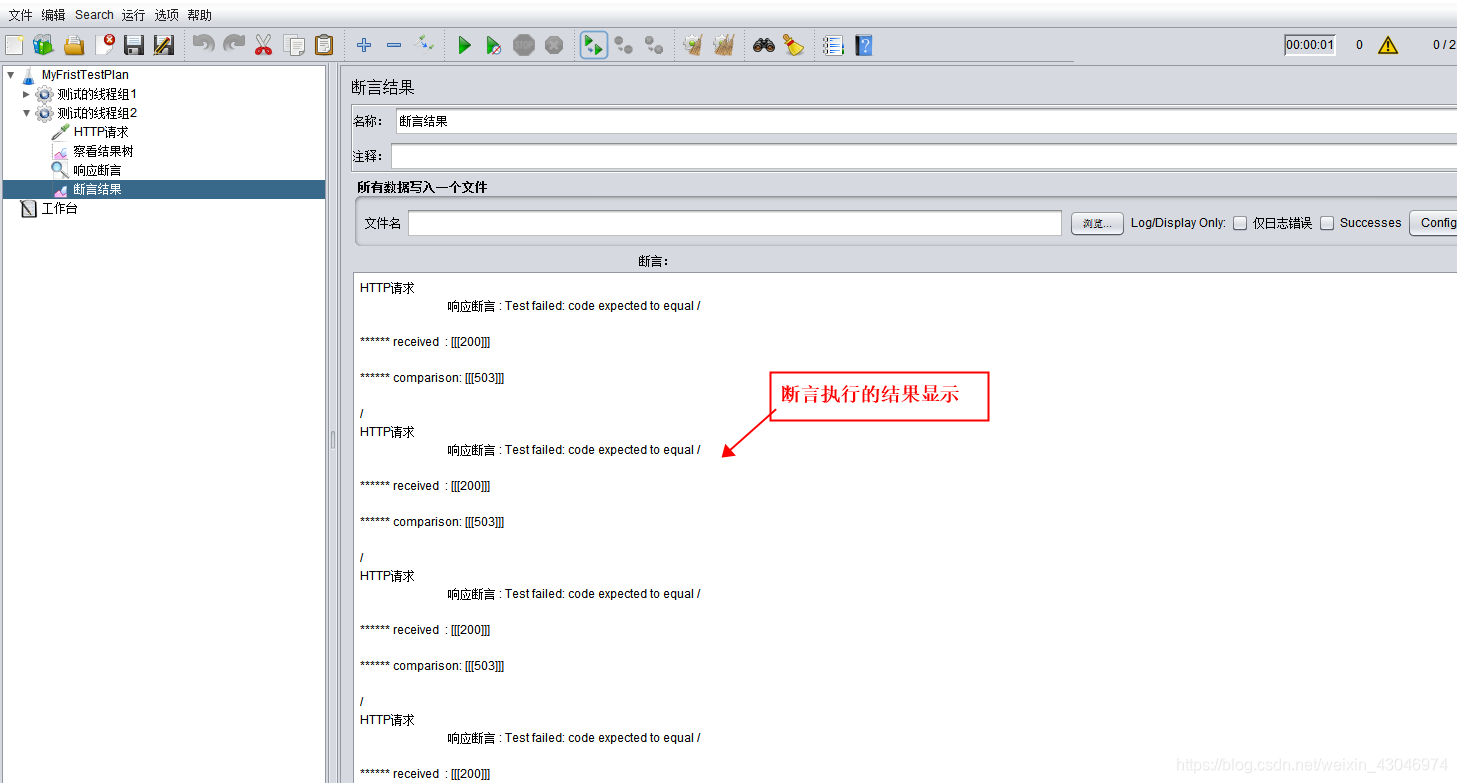 文件 编辑 Search 运行 选项 帮助
00:00:01 0 0 / 2
MyFristTestPlan
测试的线程组1
测试的线程组2
HTTP请求
察看结果树
响应断言
断言结果
工作台
断言结果
名称： 断言结果
注释：
所有数据写入一个文件
文件名 浏览... Log/Display Only: 仅日志错误 Successes Config
断言：
HTTP请求
响应断言 : Test failed: code expected to equal /
****** received : [[[200]]]
****** comparison: [[[503]]]
/
HTTP请求
响应断言 : Test failed: code expected to equal /
****** received : [[[200]]]
****** comparison: [[[503]]]
/
HTTP请求
响应断言 : Test failed: code expected to equal /
****** received : [[[200]]]
****** comparison: [[[503]]]
/
HTTP请求
响应断言 : Test failed: code expected to equal /
****** received : [[[200]]]
断言执行的结果显示
https://blog.csdn.net/weixin_43046974